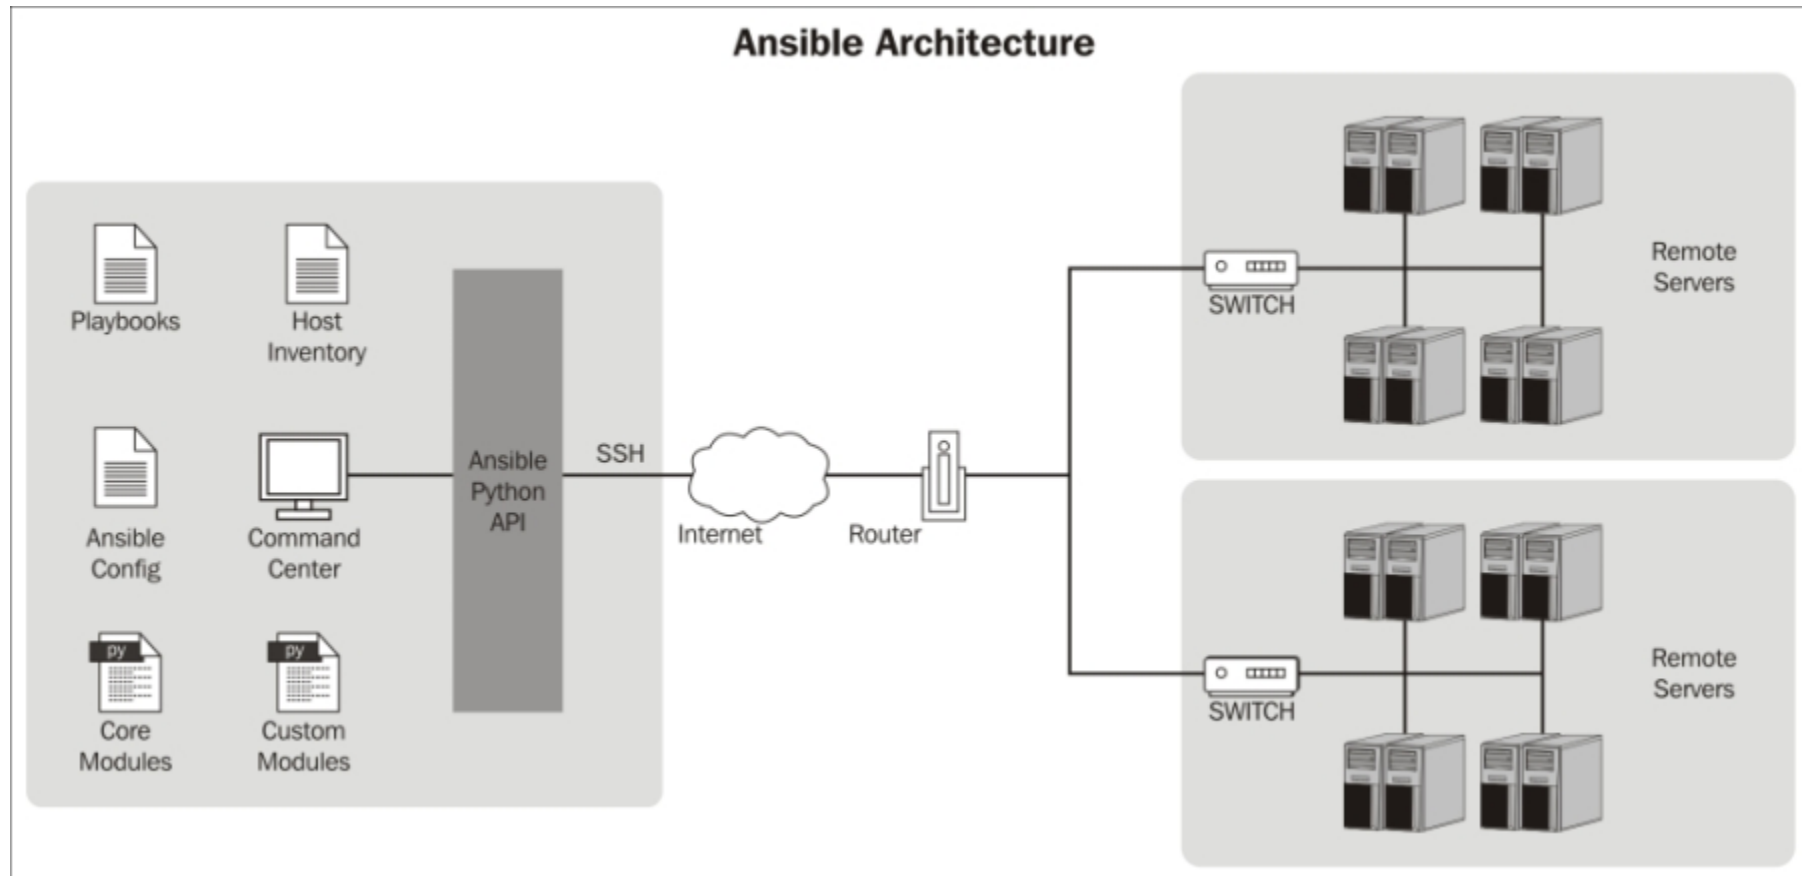 Ansible Architecture
Playbooks
Host
Inventory
Ansible
Config
Command
Center
py
Core
Modules
py
Custom
Modules
Ansible
Python
API
SSH
Internet
Router
SWITCH
Remote
Servers
SWITCH
Remote
Servers